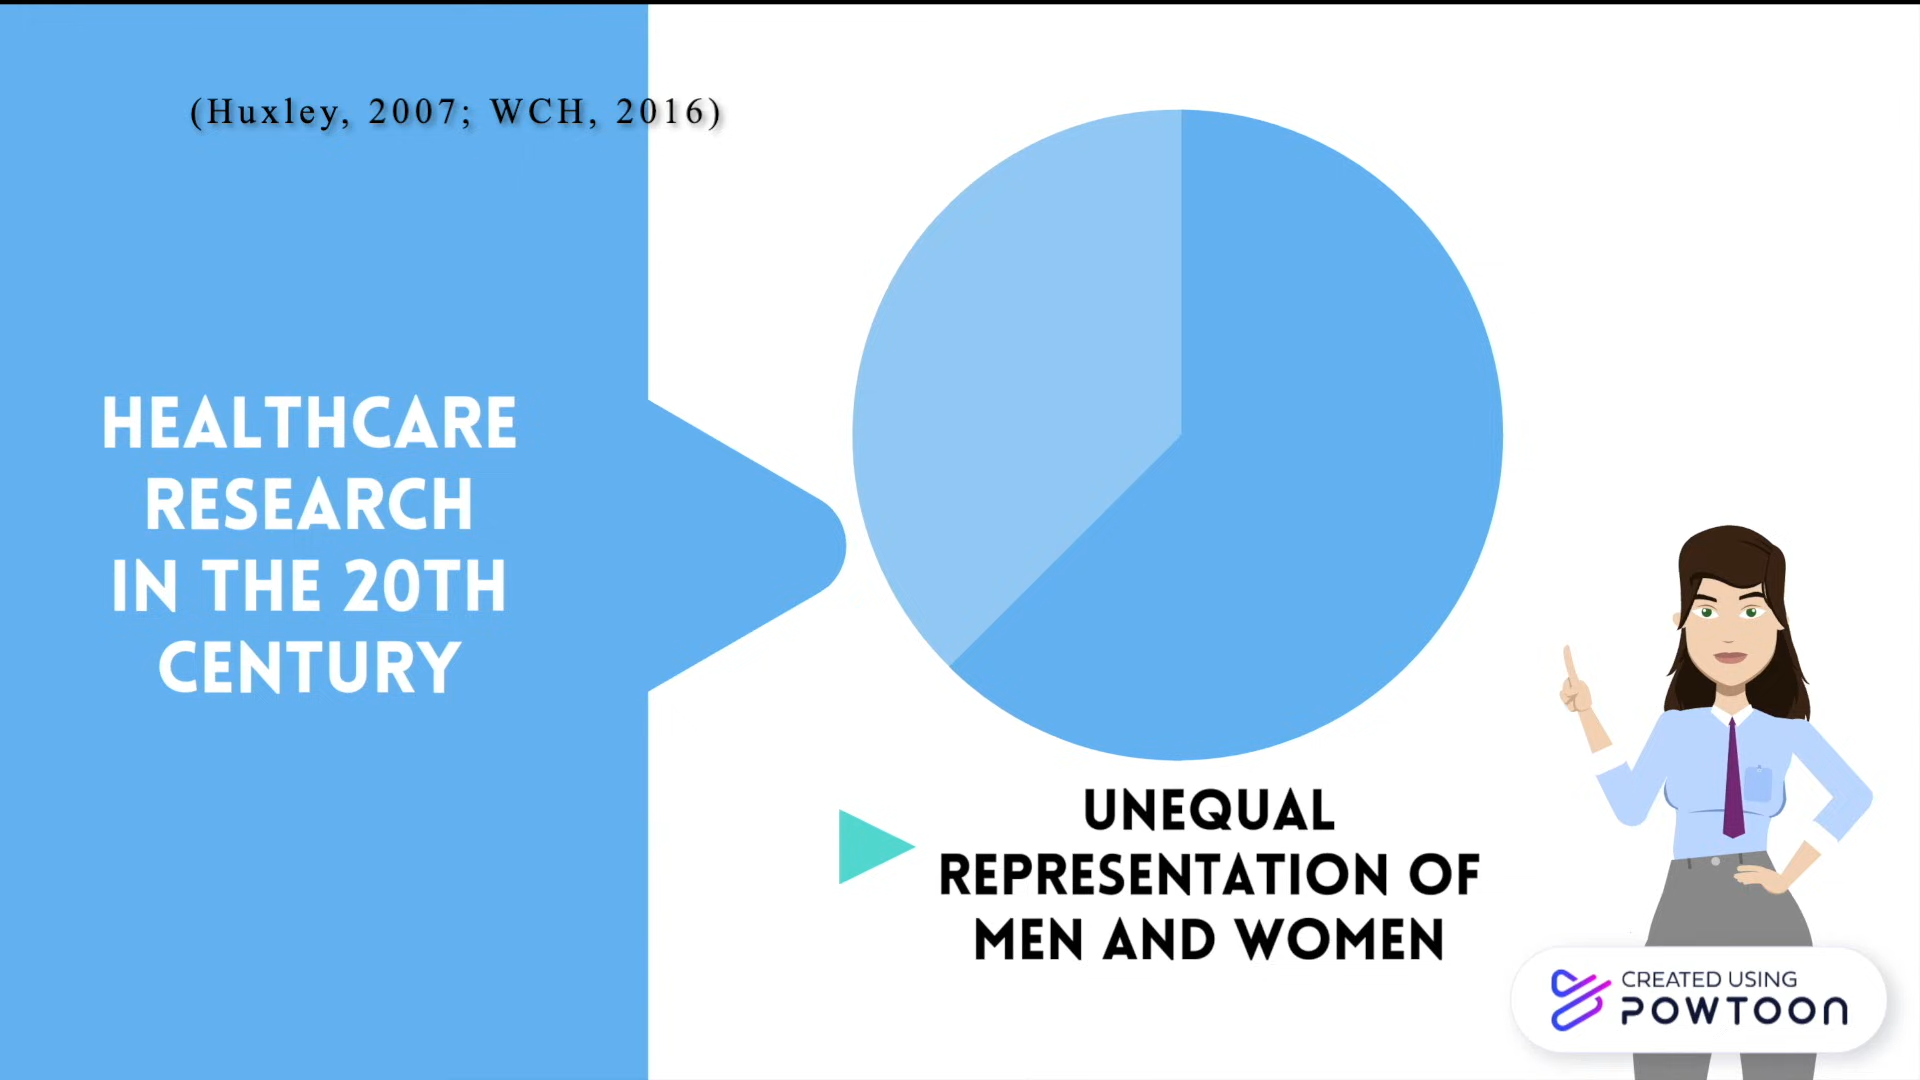 (Huxley, 2007; WCH, 2016)
HEALTHCARE
RESEARCH
IN THE 20TH
CENTURY
UNEQUAL
REPRESENTATION OF
MEN AND WOMEN
CREATED USING
POWTOON